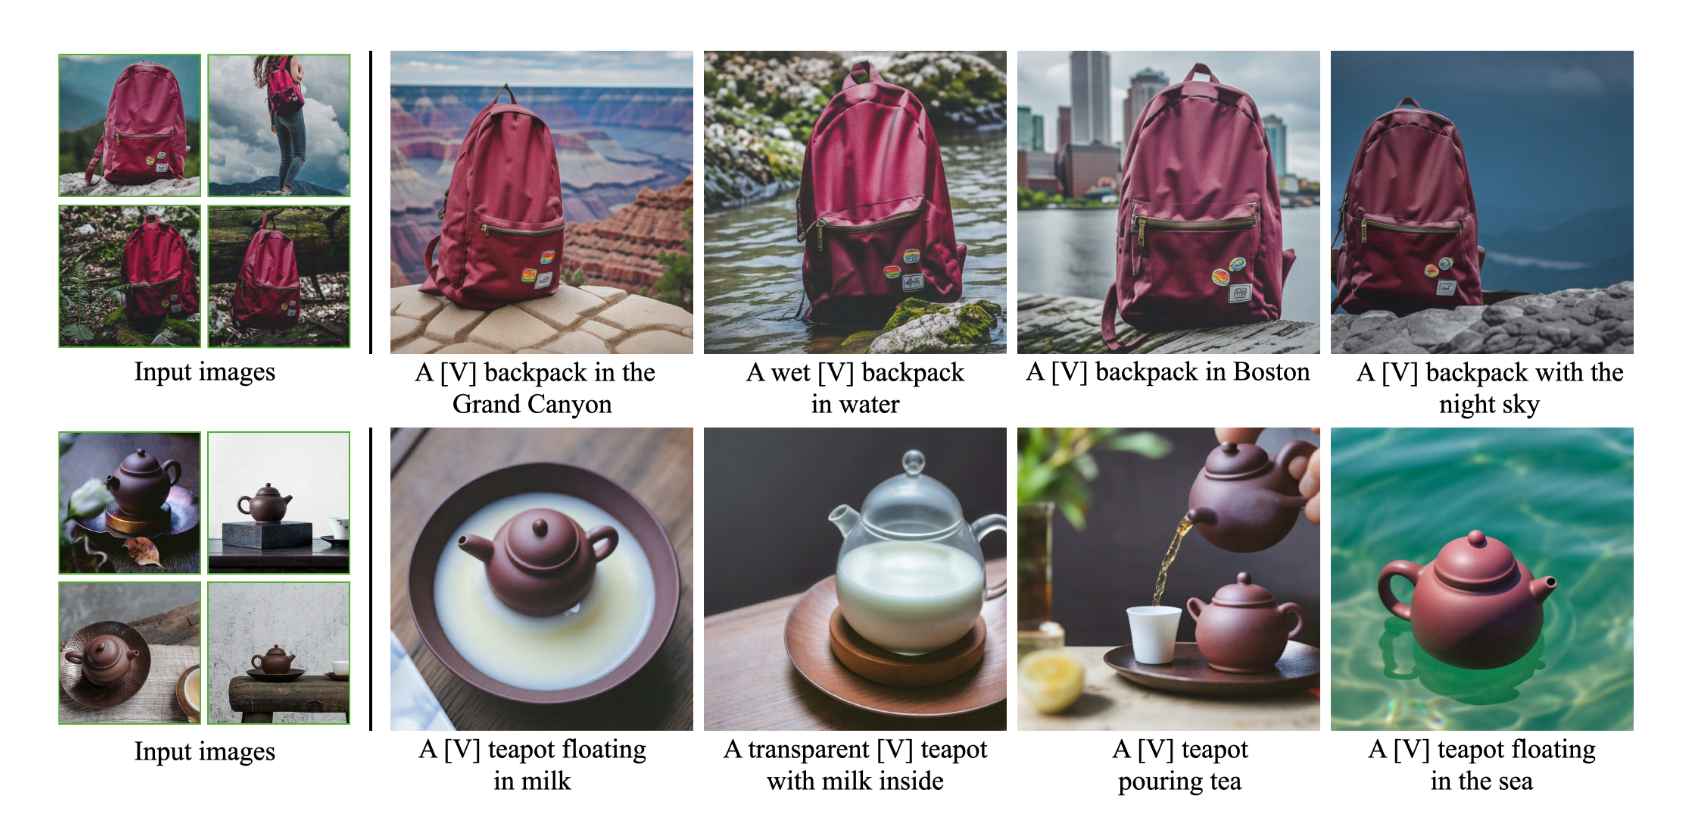 Input images
A [V] backpack in the
Grand Canyon
A wet [V] backpack
in water
A [V] backpack in Boston
A [V] backpack with the
night sky
Input images
A [V] teapot floating
in milk
A transparent [V] teapot
with milk inside
A [V] teapot
pouring tea
A [V] teapot floating
in the sea